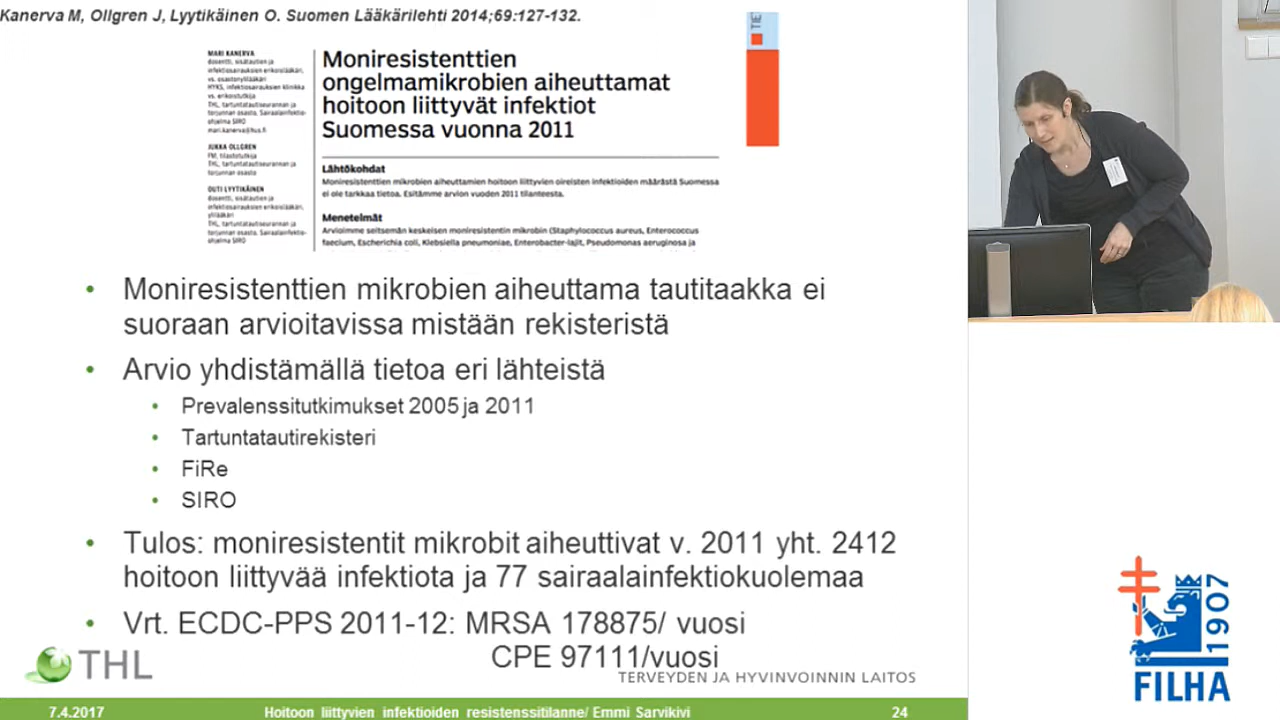 Kanerva M, Ollgren J, Lyytikäinen O. Suomen Lääkärilehti 2014;69:127-132.
MARI KANERVA
dosentti, sisätautien ja
infektiosairauksien erikoislääkäri,
vs. osastonylilääkäri
HYKS, infektiosairauksien klinikka
vs. erikoistutkija
THL, tartuntatautiseurannan ja
torjunnan osasto, Sairaalainfektio-
ohjelma SIRO
mari.kanerva@hus.fi
JUKKA OLLGREN
FM, tilastotutkija
THL, tartuntatautiseurannan ja
torjunnan osasto
OUTI LYYTIKÄINEN
dosentti, sisätautien ja
infektiosairauksien erikoislääkäri,
ylilääkäri
THL, tartuntatautiseurannan ja
torjunnan osasto, Sairaalainfektio-
ohjelma SIRO
Moniresistenttien
ongelmamikrobien aiheuttamat
hoitoon liittyvät infektiot
Suomessa vuonna 2011
Lähtökohdat
Moniresistenttien mikrobien aiheuttamien hoitoon liittyvien oireisten infektioiden määrästä Suomessa
ei ole tarkkaa tietoa. Esitämme arvion vuoden 2011 tilanteesta.
Menetelmät
Arvioimme seitsemän keskeisen moniresistentin mikrobin (Staphylococcus aureus, Enterococcus
faecium, Escherichia coli, Klebsiella pneumoniae, Enterobacter-lajit, Pseudomonas aeruginosa ja
• Moniresistenttien mikrobien aiheuttama tautitaakka ei
suoraan arvioitavissa mistään rekisteristä
• Arvio yhdistämällä tietoa eri lähteistä
• Prevalenssitutkimukset 2005 ja 2011
• Tartuntatautirekisteri
• FiRe
• SIRO
• Tulos: moniresistentit mikrobit aiheuttivat v. 2011 yht. 2412
hoitoon liittyvää infektiota ja 77 sairaalainfektiokuolemaa
• Vrt. ECDC-PPS 2011-12: MRSA 178875/ vuosi
CPE 97111/vuosi
THL
TERVEYDEN JA HYVINVOINNIN LAITOS
7.4.2017
Hoitoon liittyvien infektioiden resistenssitilanne/ Emmi Sarvikivi
24
1907
FILHA